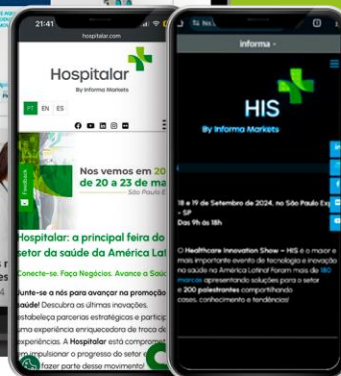 21:41
hospitalar.com
Hospitalar
By Informa Markets
PT EN ES
Feedback
Nos vemos em 20
de 20 a 23 de ma
São Paulo E
Hospitalar: a principal feira do
setor da saúde da América Lat
Conecte-se. Faça Negócios. Avance a Saúd
Junte-se a nós para avançar na promoção
saúde! Descubra as últimas inovações,
estabeleça parcerias estratégicas e particip
uma experiência enriquecedora de troca de
experiências. A Hospitalar está comprome
em impulsionar o progresso do setor e
fazer parte desse movimento!
informa
HIS
By Informa Markets
18 e 19 de Setembro de 2024, no São Paulo Exp
- SP
Das 9h às 18h
O Healthcare Innovation Show – HIS é o maior e
mais importante evento de tecnologia e inovação
na saúde na América Latina! Foram mais de 180
marcas apresentando soluções para o setor
e 200 palestrantes compartilhando
cases, conhecimento e tendências!
in
f